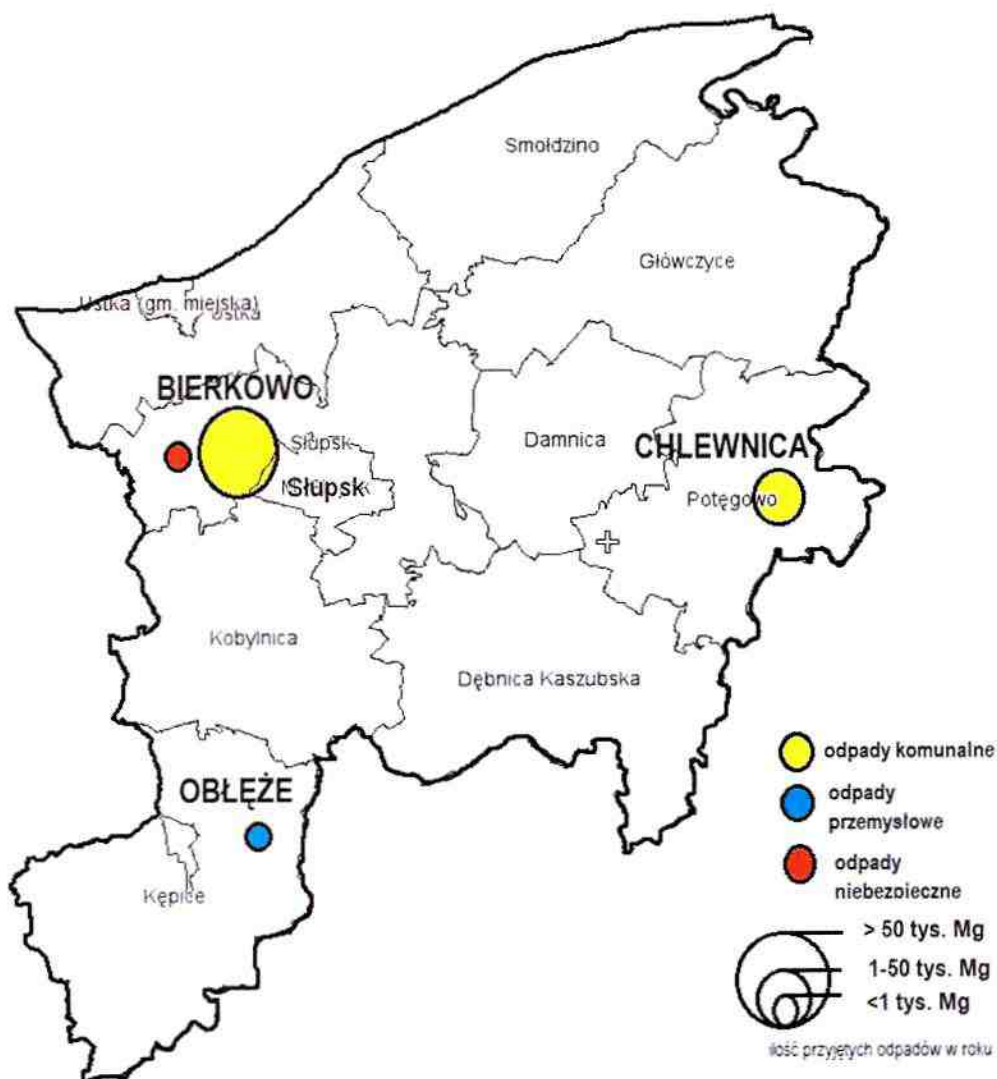 Smołdzino
Główczyce
Ustka (gm. miejska)
Ustka
BIERKOWO
Słupsk
Słupsk
Damnica
CHLEWNICA
Potęgowo
Kobylnica
Dębnica Kaszubska
OBŁĘŻE
Kępice
odpady komunalne
odpady
przemysłowe
odpady
niebezpieczne
> 50 tys. Mg
1-50 tys. Mg
<1 tys. Mg
ilość przyjętych odpadów w roku